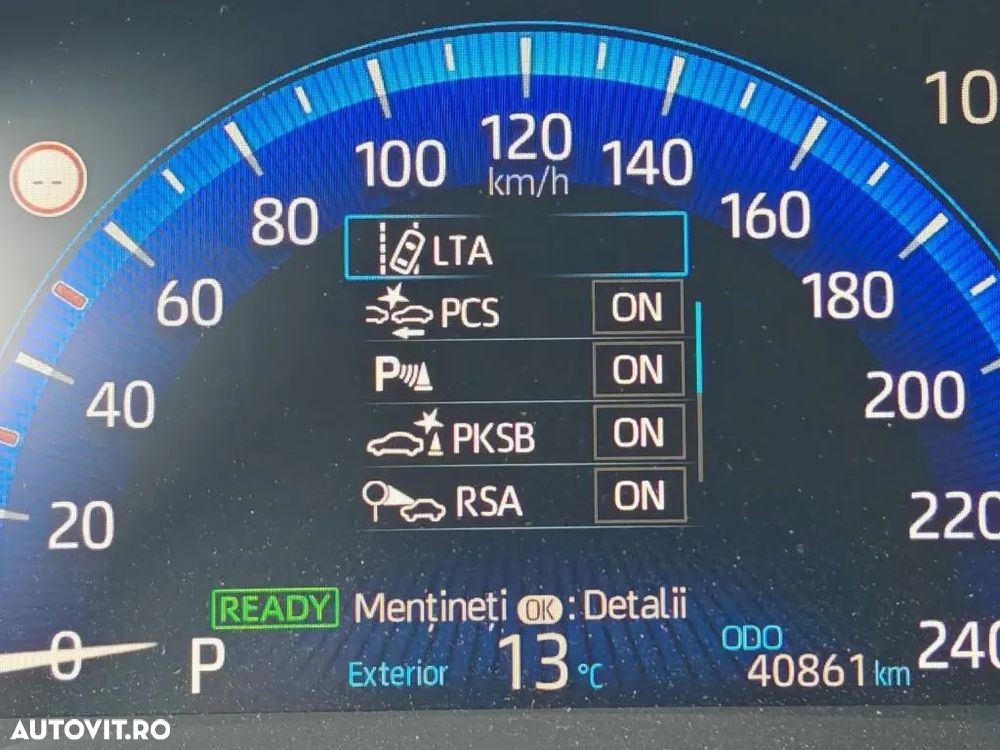 120
100
140
km/h
10
80
160
60
180
40
200
20
220
0
240
-- --
LTA
PCS ON
P ON
PKSB ON
RSA ON
READY Mențineți OK : Detalii
P
Exterior 13 °C
ODO
40861 km
AUTOVIT.RO